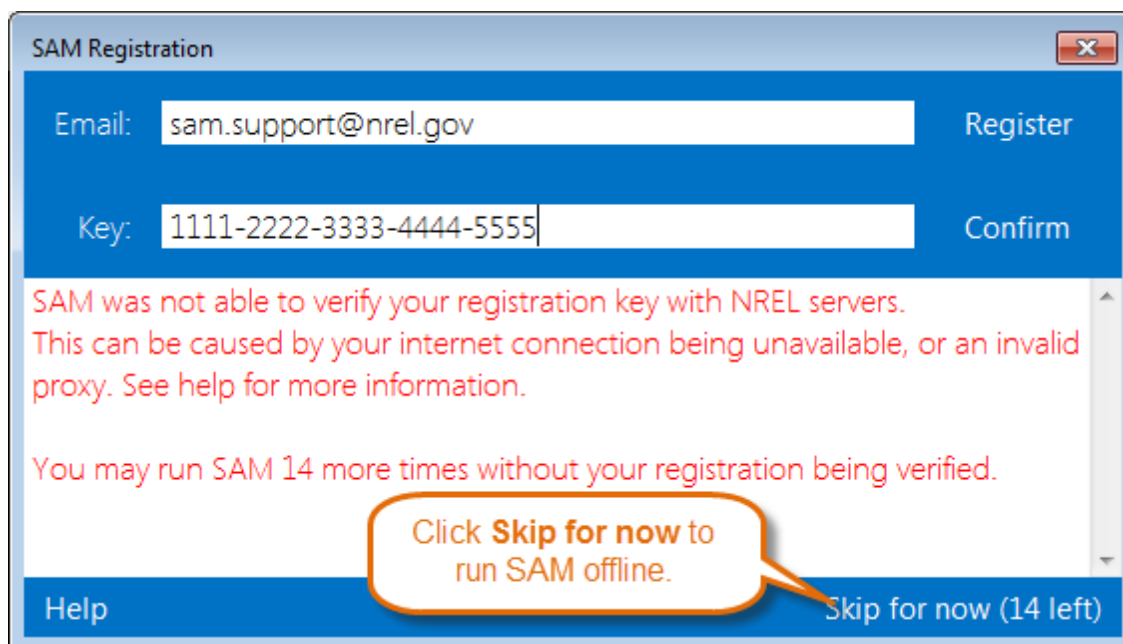 SAM Registration
Email: sam.support@nrel.gov Register
Key: 1111-2222-3333-4444-5555 Confirm
SAM was not able to verify your registration key with NREL servers.
This can be caused by your internet connection being unavailable, or an invalid
proxy. See help for more information.
You may run SAM 14 more times without your registration being verified.
Click Skip for now to
run SAM offline.
Help Skip for now (14 left)